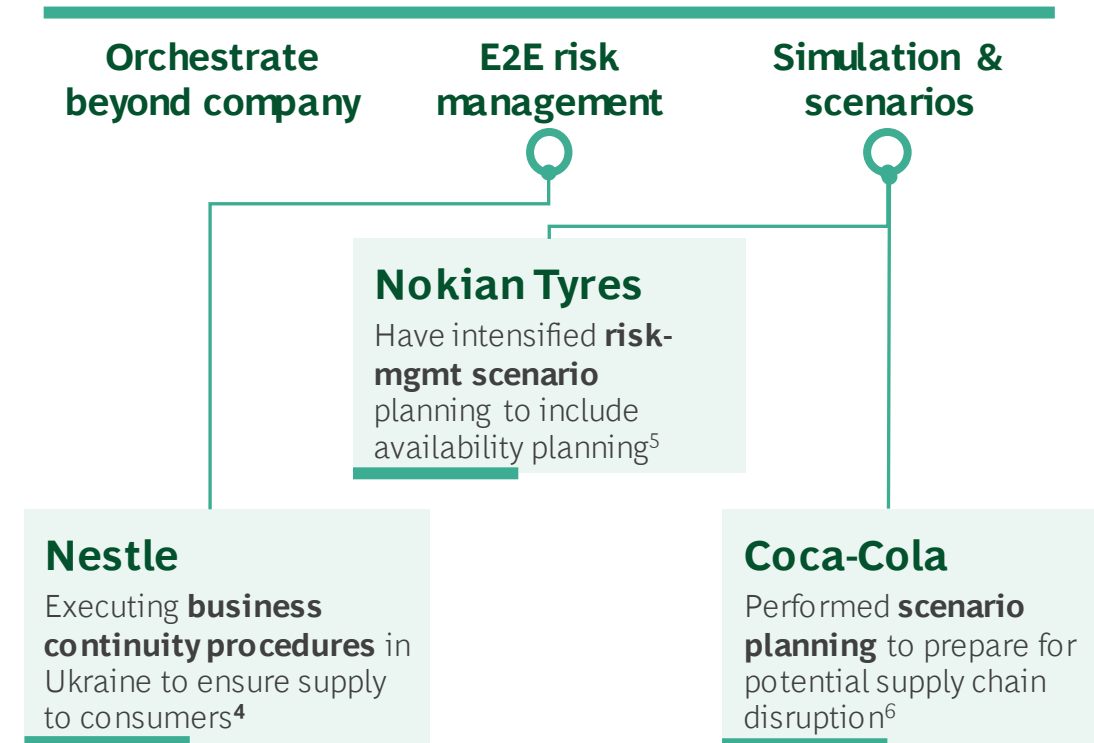 Orchestrate
beyond company
E2E risk
management
Simulation &
scenarios
Nokian Tyres
Have intensified risk-
mgmt scenario
planning to include
availability planning⁵
Nestle
Executing business
continuity procedures in
Ukraine to ensure supply
to consumers⁴
Coca-Cola
Performed scenario
planning to prepare for
potential supply chain
disruption⁶